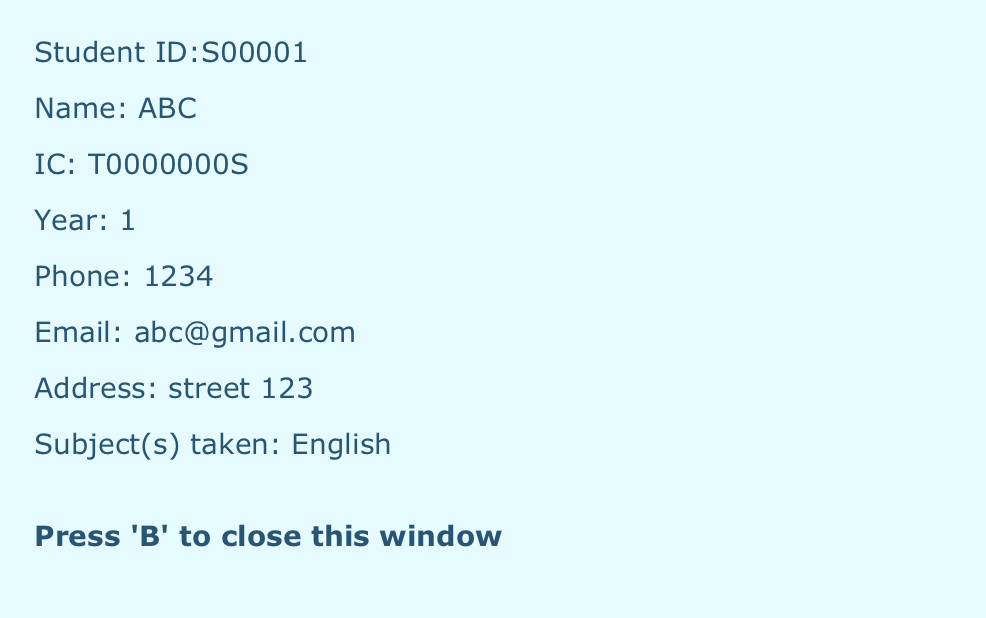 Student ID:S00001
Name: ABC
IC: T0000000S
Year: 1
Phone: 1234
Email: abc@gmail.com
Address: street 123
Subject(s) taken: English
Press 'B' to close this window